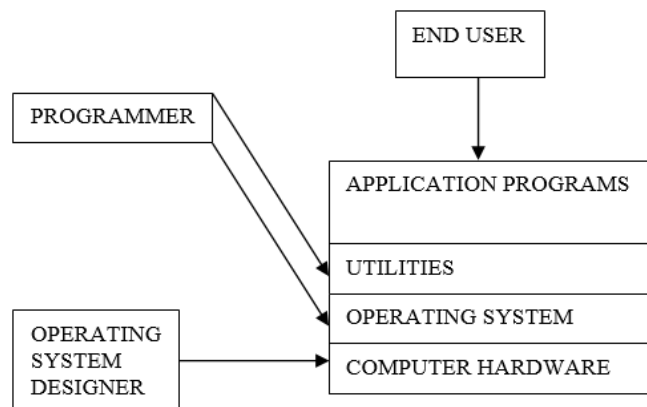 END USER
PROGRAMMER
APPLICATION PROGRAMS
UTILITIES
OPERATING SYSTEM
OPERATING
SYSTEM
DESIGNER
COMPUTER HARDWARE